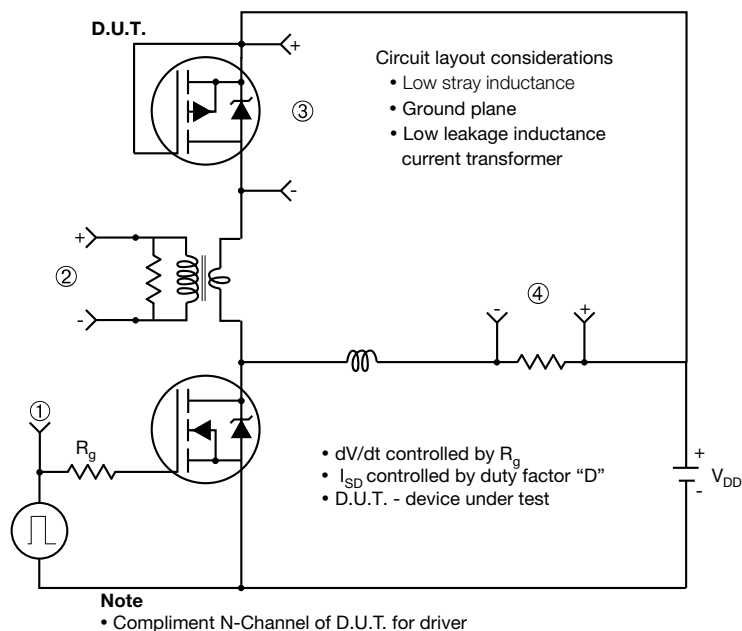 D.U.T.
+
Circuit layout considerations
• Low stray inductance
③
• Ground plane
• Low leakage inductance
current transformer
-
+
②
④
-
+
-
①
Rg
• dV/dt controlled by Rg
• ISD controlled by duty factor “D”
• D.U.T. - device under test
+
VDD
-
Note
• Compliment N-Channel of D.U.T. for driver